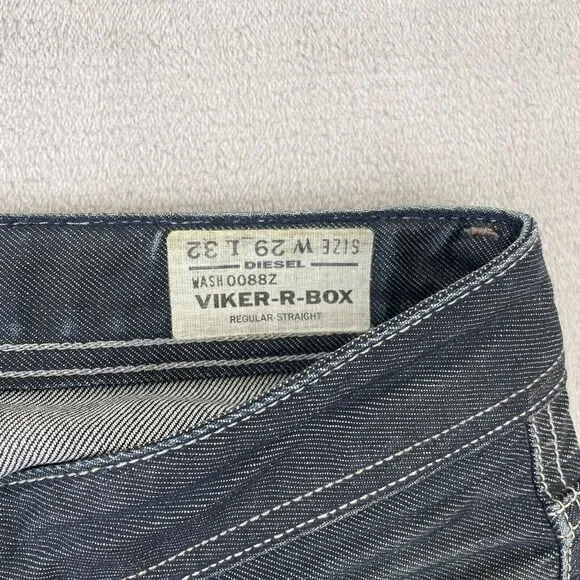 SIZE W 29 L 32
DIESEL
WASH 0088Z
VIKER-R-BOX
REGULAR-STRAIGHT